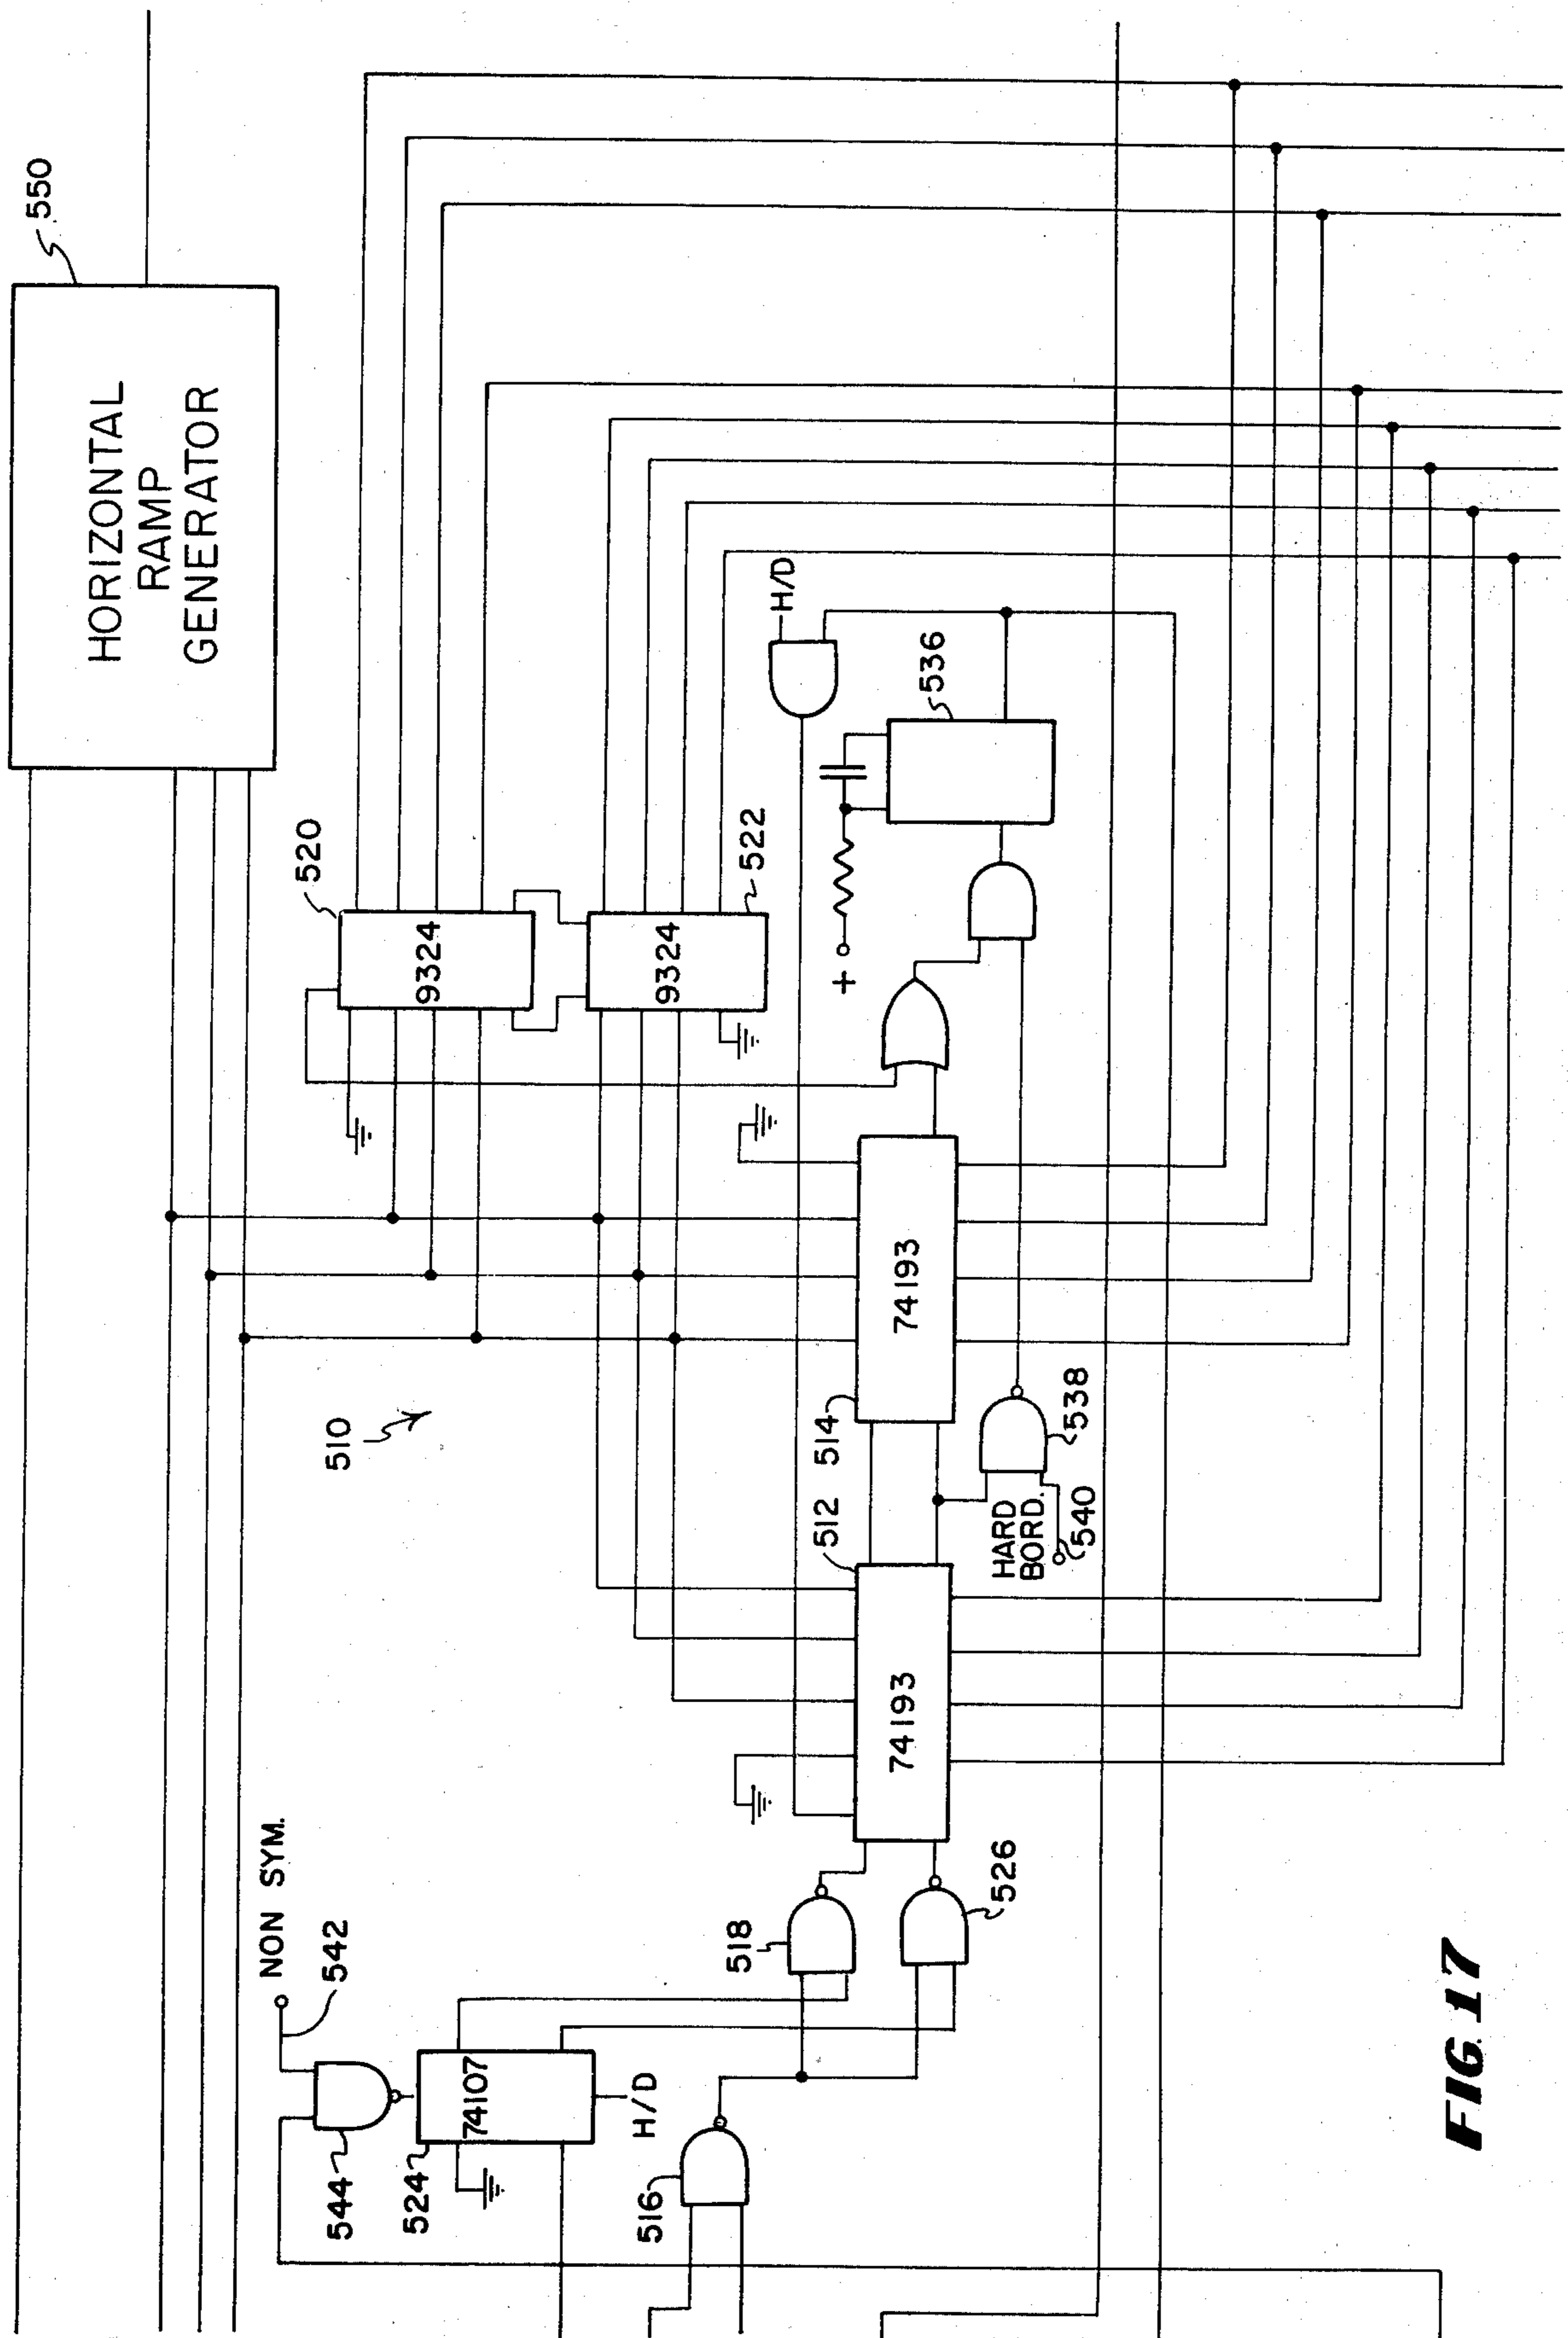 550
HORIZONTAL
RAMP
GENERATOR
520
9324
9324
522
H/D
536
+
510
514
74193
538
512
HARD
BORD.
540
74193
NON SYM.
542
518
526
544
524
74107
H/D
516
FIG. 17